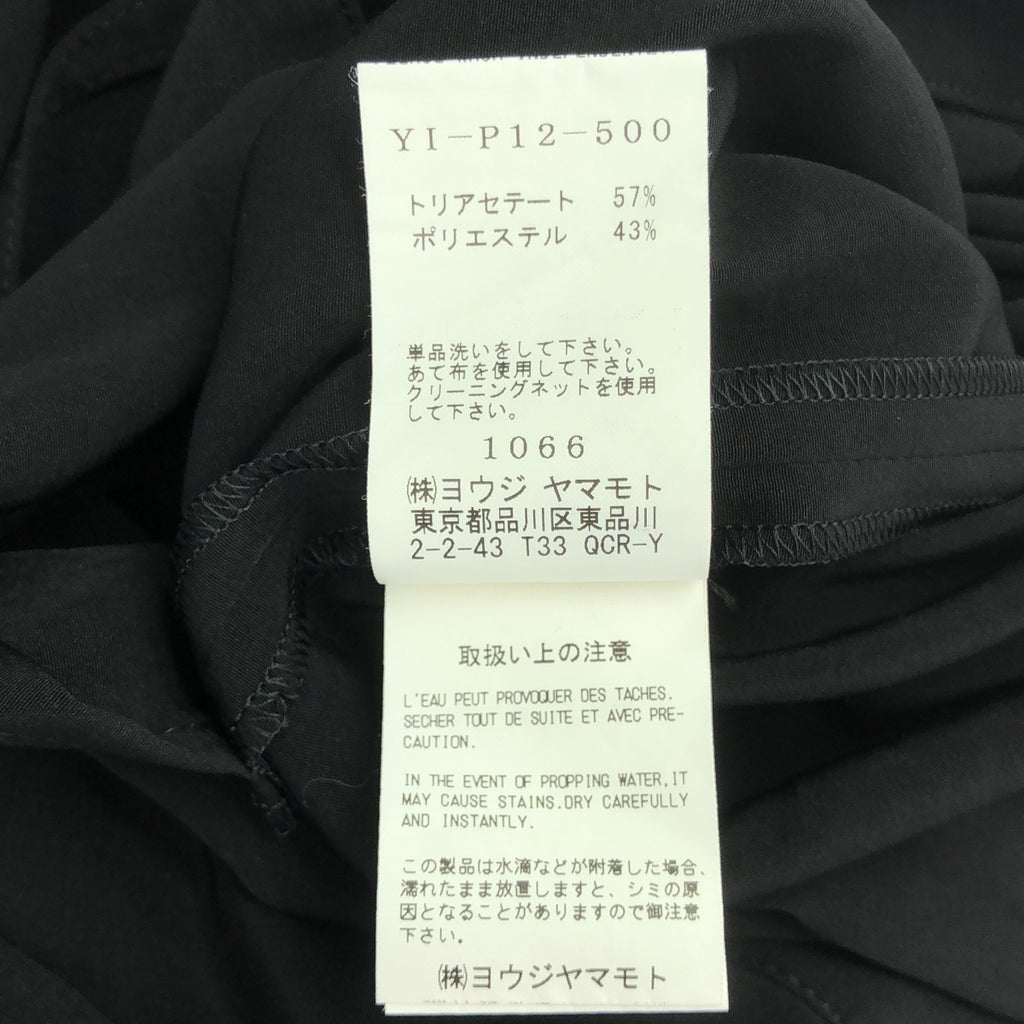 YI-P12-500
トリアセテート 57%
ポリエステル 43%
単品洗いをして下さい。
あて布を使用して下さい。
クリーニングネットを使用
して下さい。
1066
㈱ヨウジ ヤマモト
東京都品川区東品川
2-2-43 T33 QCR-Y
取扱い上の注意
L'EAU PEUT PROVOQUER DES TACHES.
SECHER TOUT DE SUITE ET AVEC PRE-
CAUTION.
IN THE EVENT OF PROPPING WATER,IT
MAY CAUSE STAINS.DRY CAREFULLY
AND INSTANTLY.
この製品は水滴などが附着した場合、
濡れたまま放置しますと、シミの原
因となることがありますので御注意
下さい。
㈱ヨウジヤマモト